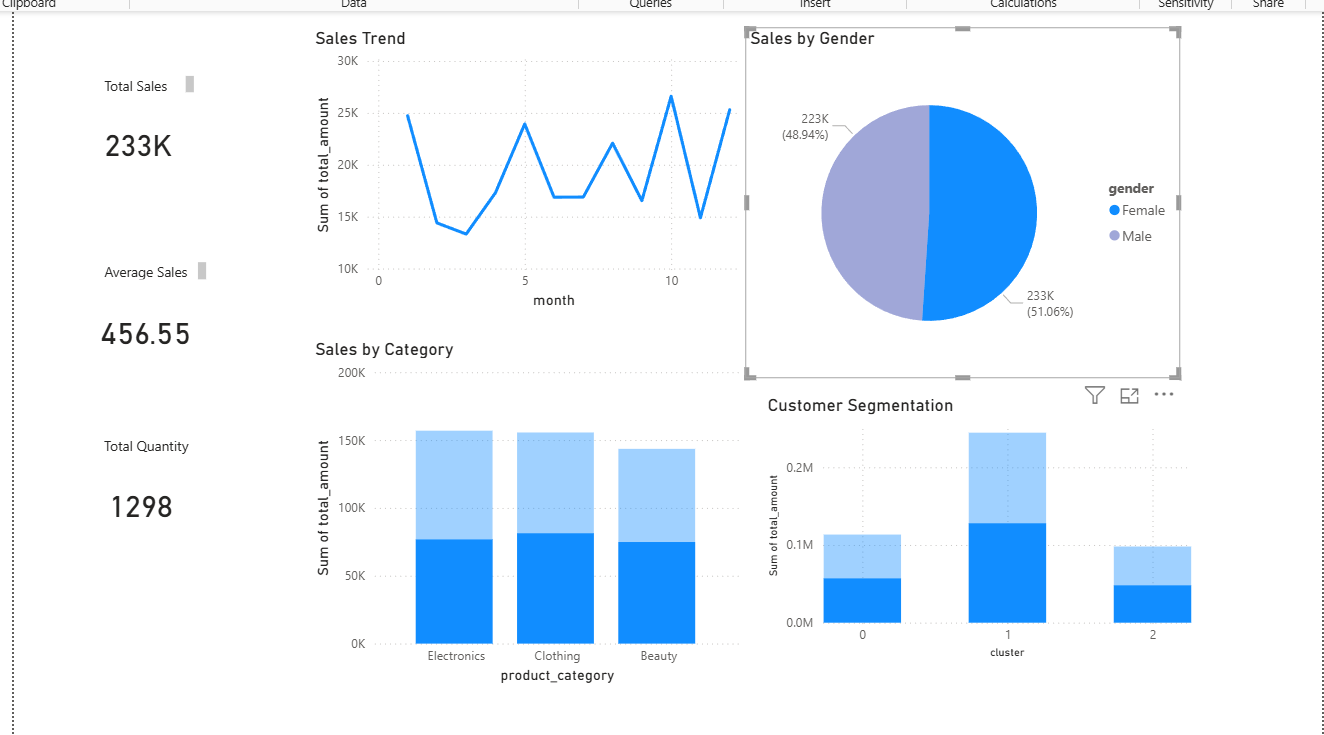 Clipboard
Data
Queries
Insert
Calculations
Sensitivity
Share
Total Sales
233K
Average Sales
456.55
Total Quantity
1298
Sales Trend
Sum of total_amount
30K
25K
20K
15K
10K
0
5
10
month
Sales by Gender
223K
(48.94%)
233K
(51.06%)
gender
Female
Male
Sales by Category
Sum of total_amount
200K
150K
100K
50K
0K
Electronics
Clothing
Beauty
product_category
Customer Segmentation
Sum of total_amount
0.2M
0.1M
0.0M
0
1
2
cluster